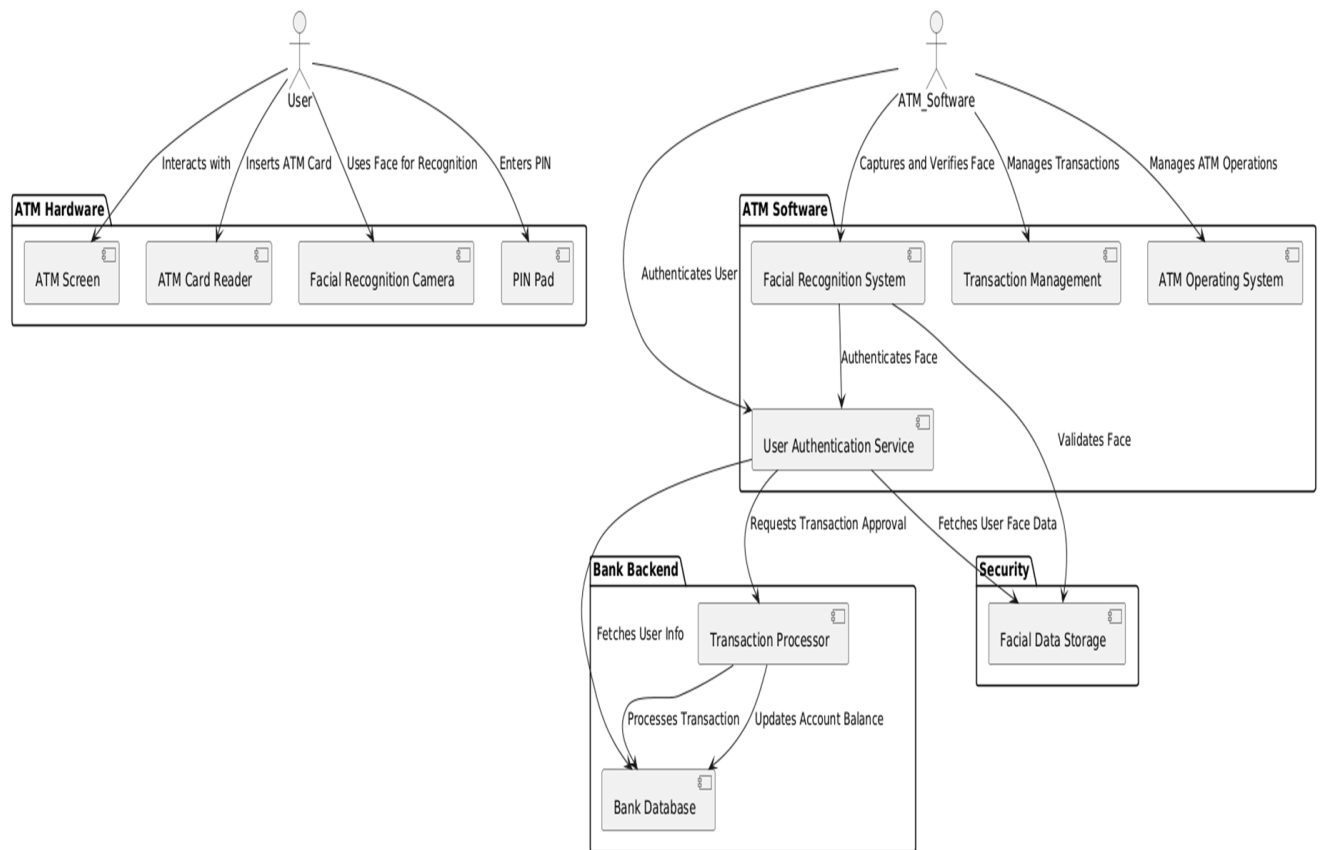 User
ATM_Software
Interacts with
Inserts ATM Card
Uses Face for Recognition
Enters PIN
Captures and Verifies Face
Manages Transactions
Manages ATM Operations
ATM Hardware
ATM Screen
ATM Card Reader
Facial Recognition Camera
PIN Pad
Authenticates User
ATM Software
Facial Recognition System
Transaction Management
ATM Operating System
Authenticates Face
Validates Face
User Authentication Service
Requests Transaction Approval
Fetches User Face Data
Bank Backend
Fetches User Info
Transaction Processor
Processes Transaction
Updates Account Balance
Bank Database
Security
Facial Data Storage